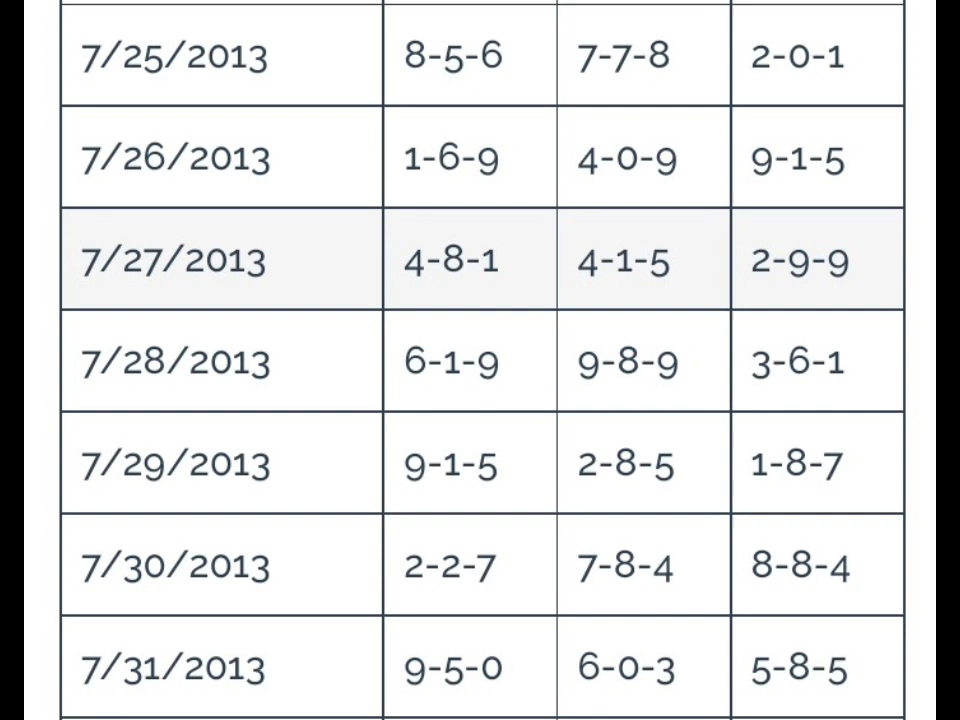 7/25/2013 8-5-6 7-7-8 2-0-1
7/26/2013 1-6-9 4-0-9 9-1-5
7/27/2013 4-8-1 4-1-5 2-9-9
7/28/2013 6-1-9 9-8-9 3-6-1
7/29/2013 9-1-5 2-8-5 1-8-7
7/30/2013 2-2-7 7-8-4 8-8-4
7/31/2013 9-5-0 6-0-3 5-8-5